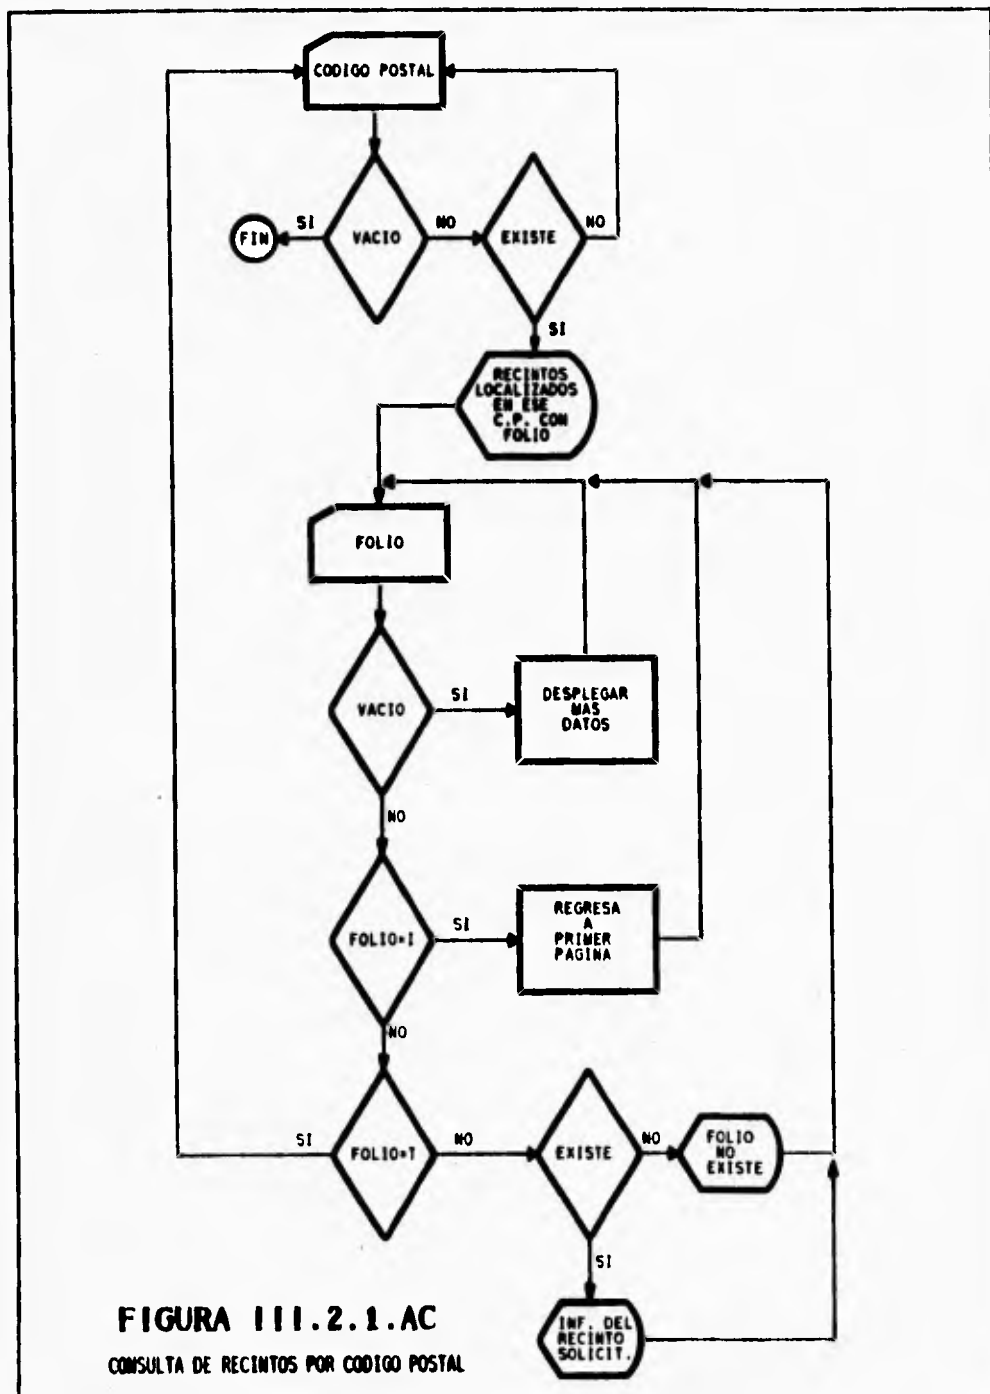 CODIGO POSTAL
FIN
SI
VACIO
NO
EXISTE
NO
SI
RECINTOS
LOCALIZADOS
EN ESE
C.P. CON
FOLIO
FOLIO
VACIO
SI
DESPLEGAR
MAS
DATOS
NO
FOLIO=I
SI
REGRESA
A
PRIMER
PAGINA
NO
SI
FOLIO=T
NO
EXISTE
NO
FOLIO
NO
EXISTE
SI
INF. DEL
RECINTO
SOLICIT.
FIGURA III.2.1.AC
CONSULTA DE RECINTOS POR CODIGO POSTAL